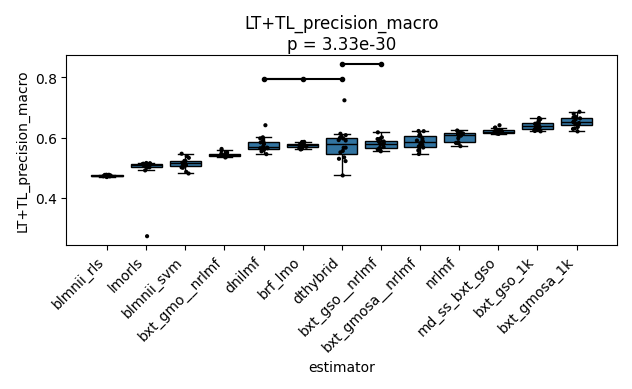 LT+TL_precision_macro
p = 3.33e-30
LT+TL_precision_macro
0.8
0.6
0.4
blmnii_rls
lmorls
blmnii_svm
bxt_gmo__nrlmf
dnilmf
brf_lmo
dthybrid
bxt_gso__nrlmf
bxt_gmosa__nrlmf
nrlmf
md_ss_bxt_gso
bxt_gso_1k
bxt_gmosa_1k
estimator